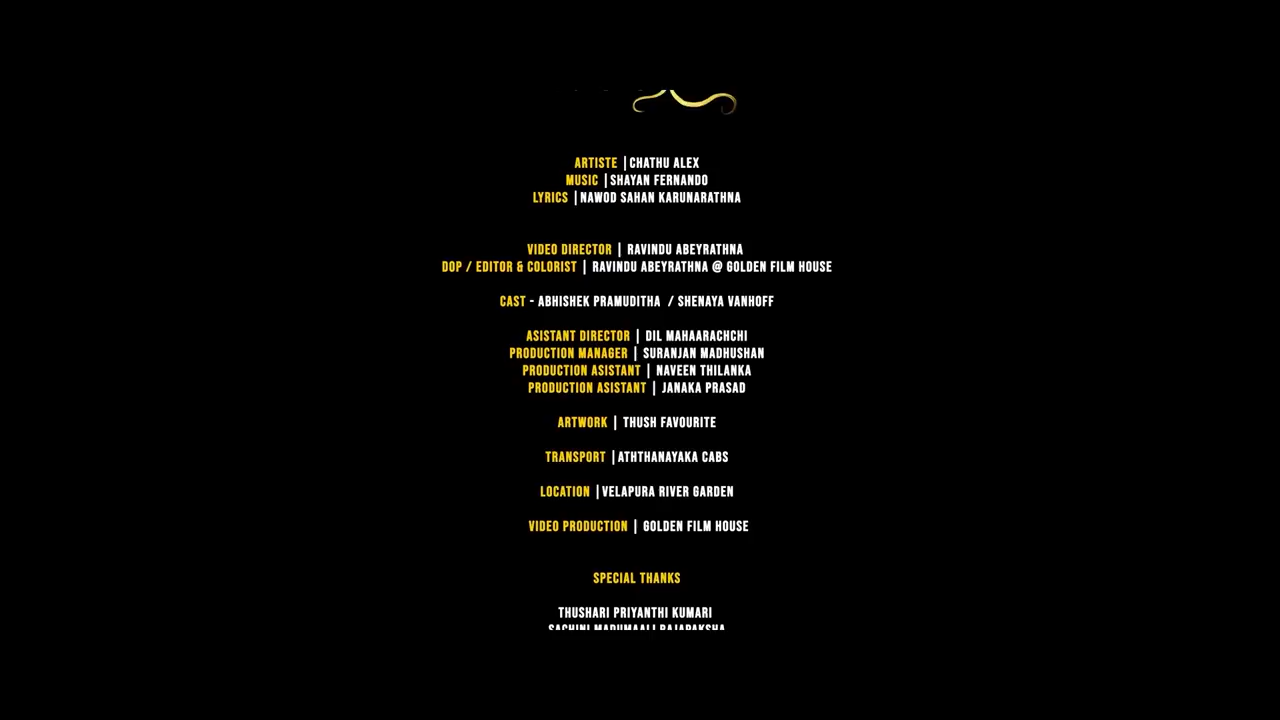 ARTISTE |CHATHU ALEX
MUSIC |SHAYAN FERNANDO
LYRICS |NAWOD SAHAN KARUNARATHNA
VIDEO DIRECTOR | RAVINDU ABEYRATHNA
DOP / EDITOR & COLORIST | RAVINDU ABEYRATHNA @ GOLDEN FILM HOUSE
CAST - ABHISHEK PRAMUDITHA / SHENAYA VANHOFF
ASISTANT DIRECTOR | DIL MAHAARACHCHI
PRODUCTION MANAGER | SURANJAN MADHUSHAN
PRODUCTION ASISTANT | NAVEEN THILANKA
PRODUCTION ASISTANT | JANAKA PRASAD
ARTWORK | THUSH FAVOURITE
TRANSPORT |ATHTHANAYAKA CABS
LOCATION |VELAPURA RIVER GARDEN
VIDEO PRODUCTION | GOLDEN FILM HOUSE
SPECIAL THANKS
THUSHARI PRIYANTHI KUMARI
SACHINI MADUMAALI RAJAPAKSHA